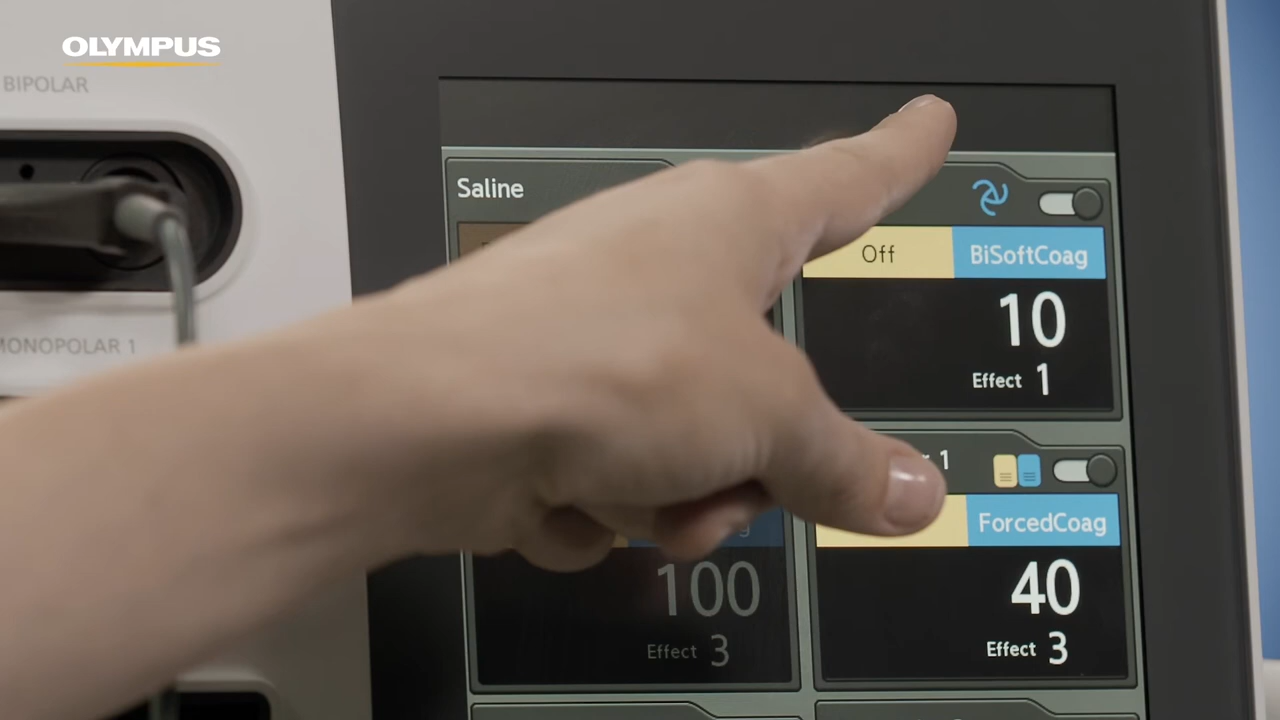 OLYMPUS
BIPOLAR
MONOPOLAR 1
Saline
Off
BiSoftCoag
10
Effect 1
1
ForcedCoag
100
Effect 3
40
Effect 3